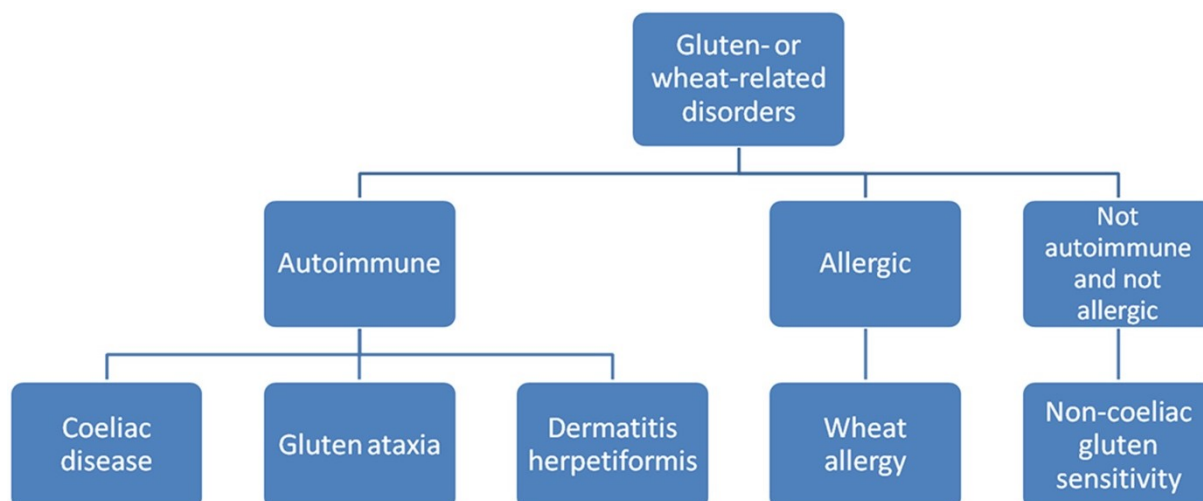 Gluten- or
wheat-related
disorders
Autoimmune
Allergic
Not
autoimmune
and not
allergic
Coeliac
disease
Gluten ataxia
Dermatitis
herpetiformis
Wheat
allergy
Non-coeliac
gluten
sensitivity